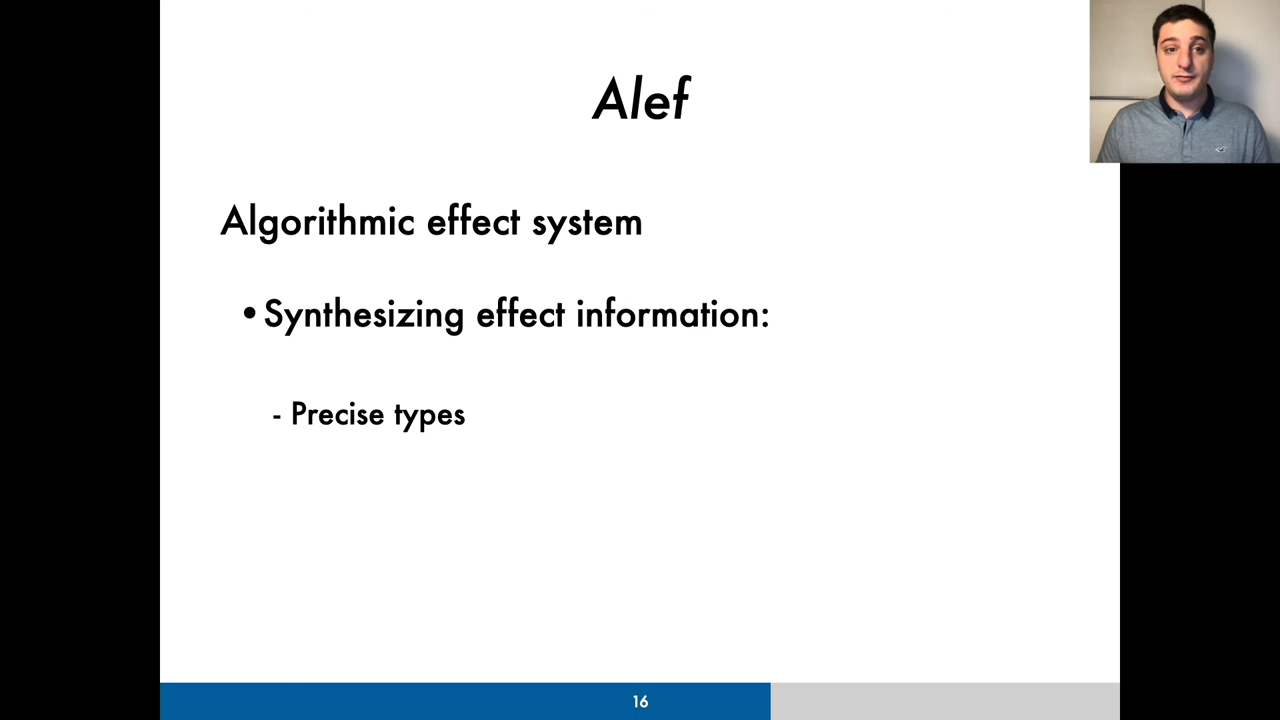 Alef
Algorithmic effect system
•Synthesizing effect information:
- Precise types
16